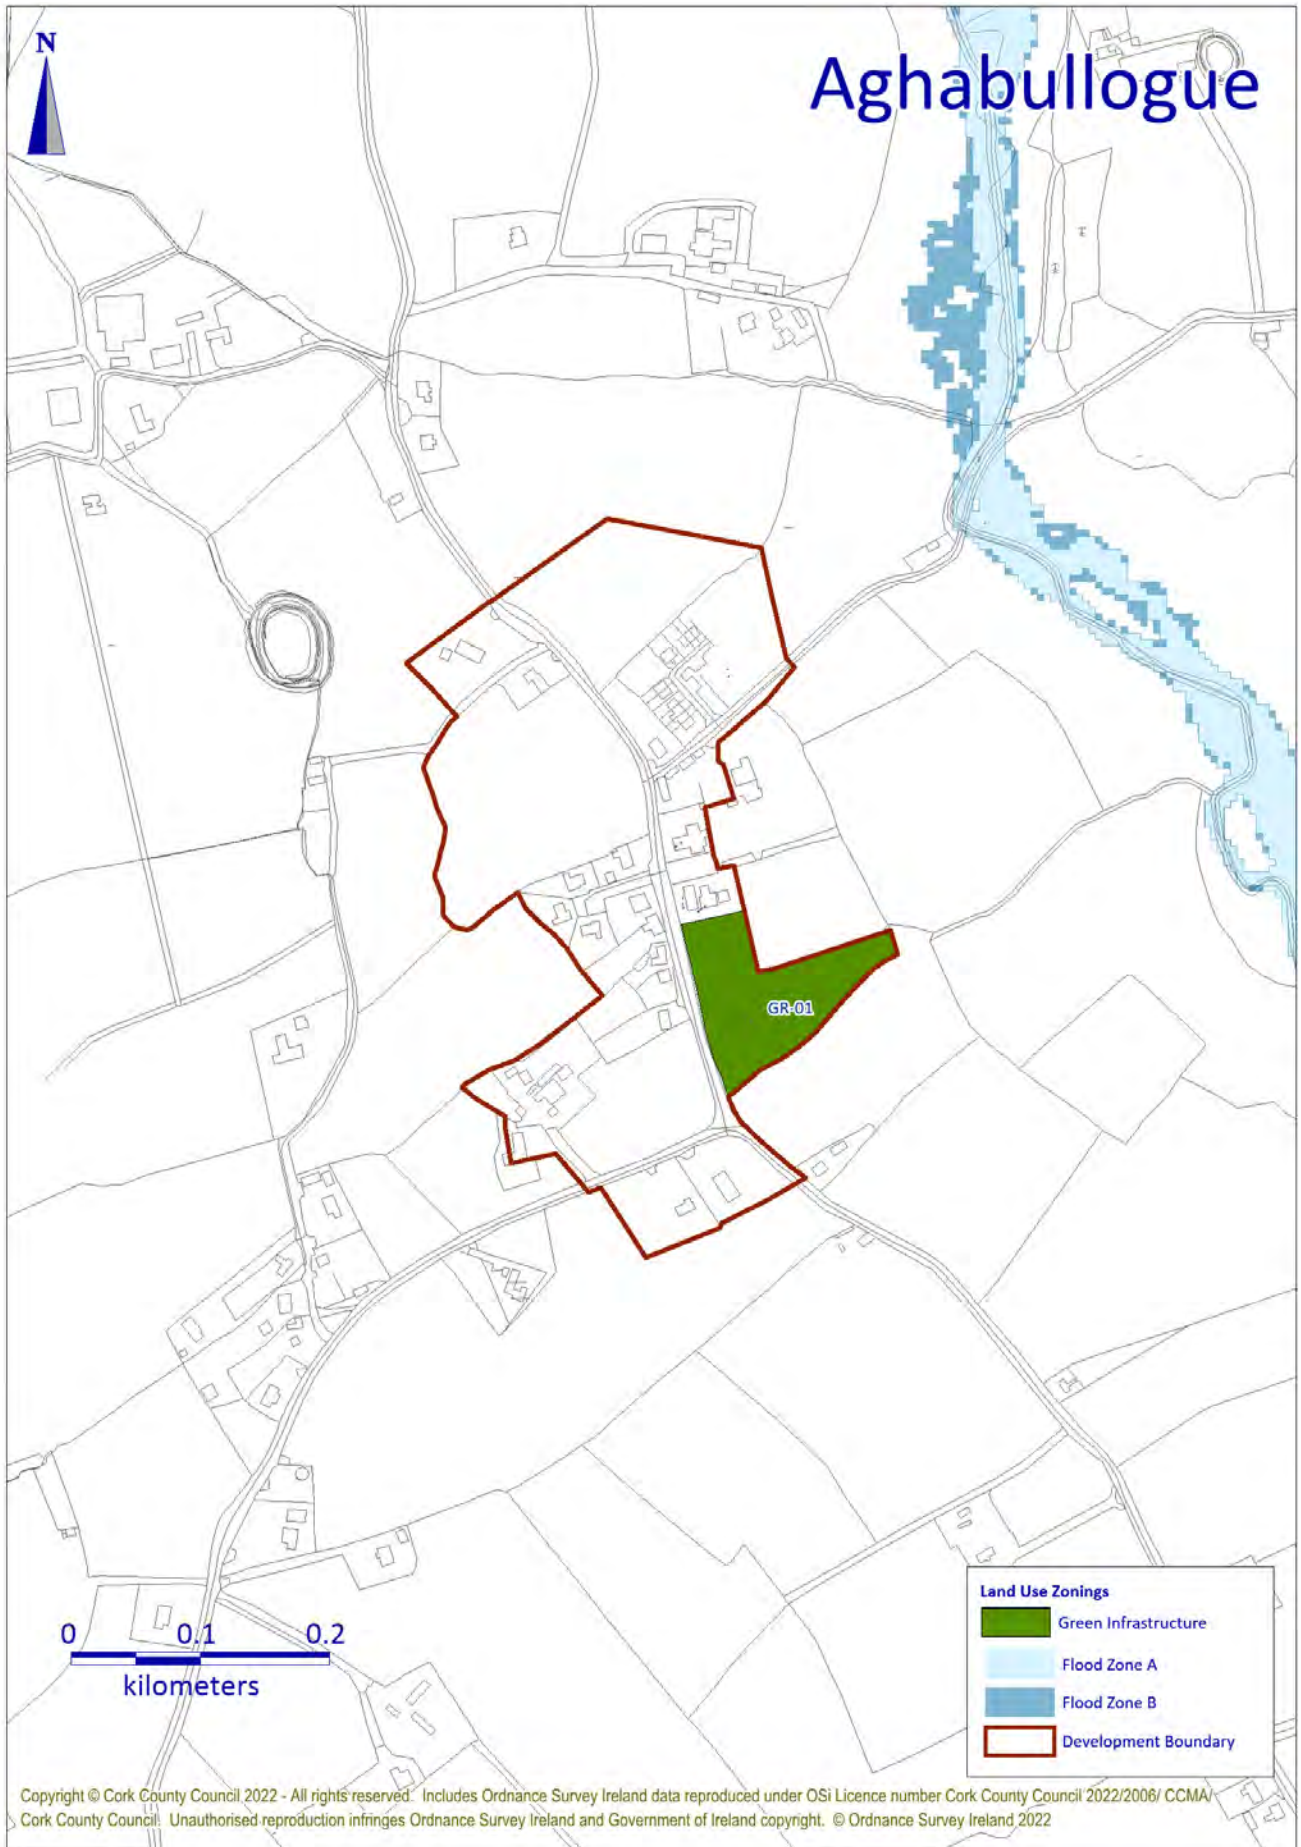 N
Aghabullogue
GR-01
Land Use Zonings
Green Infrastructure
Flood Zone A
Flood Zone B
Development Boundary
0 0.1 0.2
kilometers
Copyright © Cork County Council 2022 - All rights reserved. Includes Ordnance Survey Ireland data reproduced under OSi Licence number Cork County Council 2022/2006/ CCMA/
Cork County Council. Unauthorised reproduction infringes Ordnance Survey Ireland and Government of Ireland copyright. © Ordnance Survey Ireland 2022